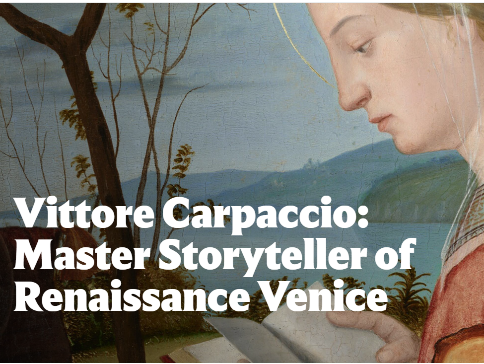 Vittore Carpaccio:
Master Storyteller of
Renaissance Venice